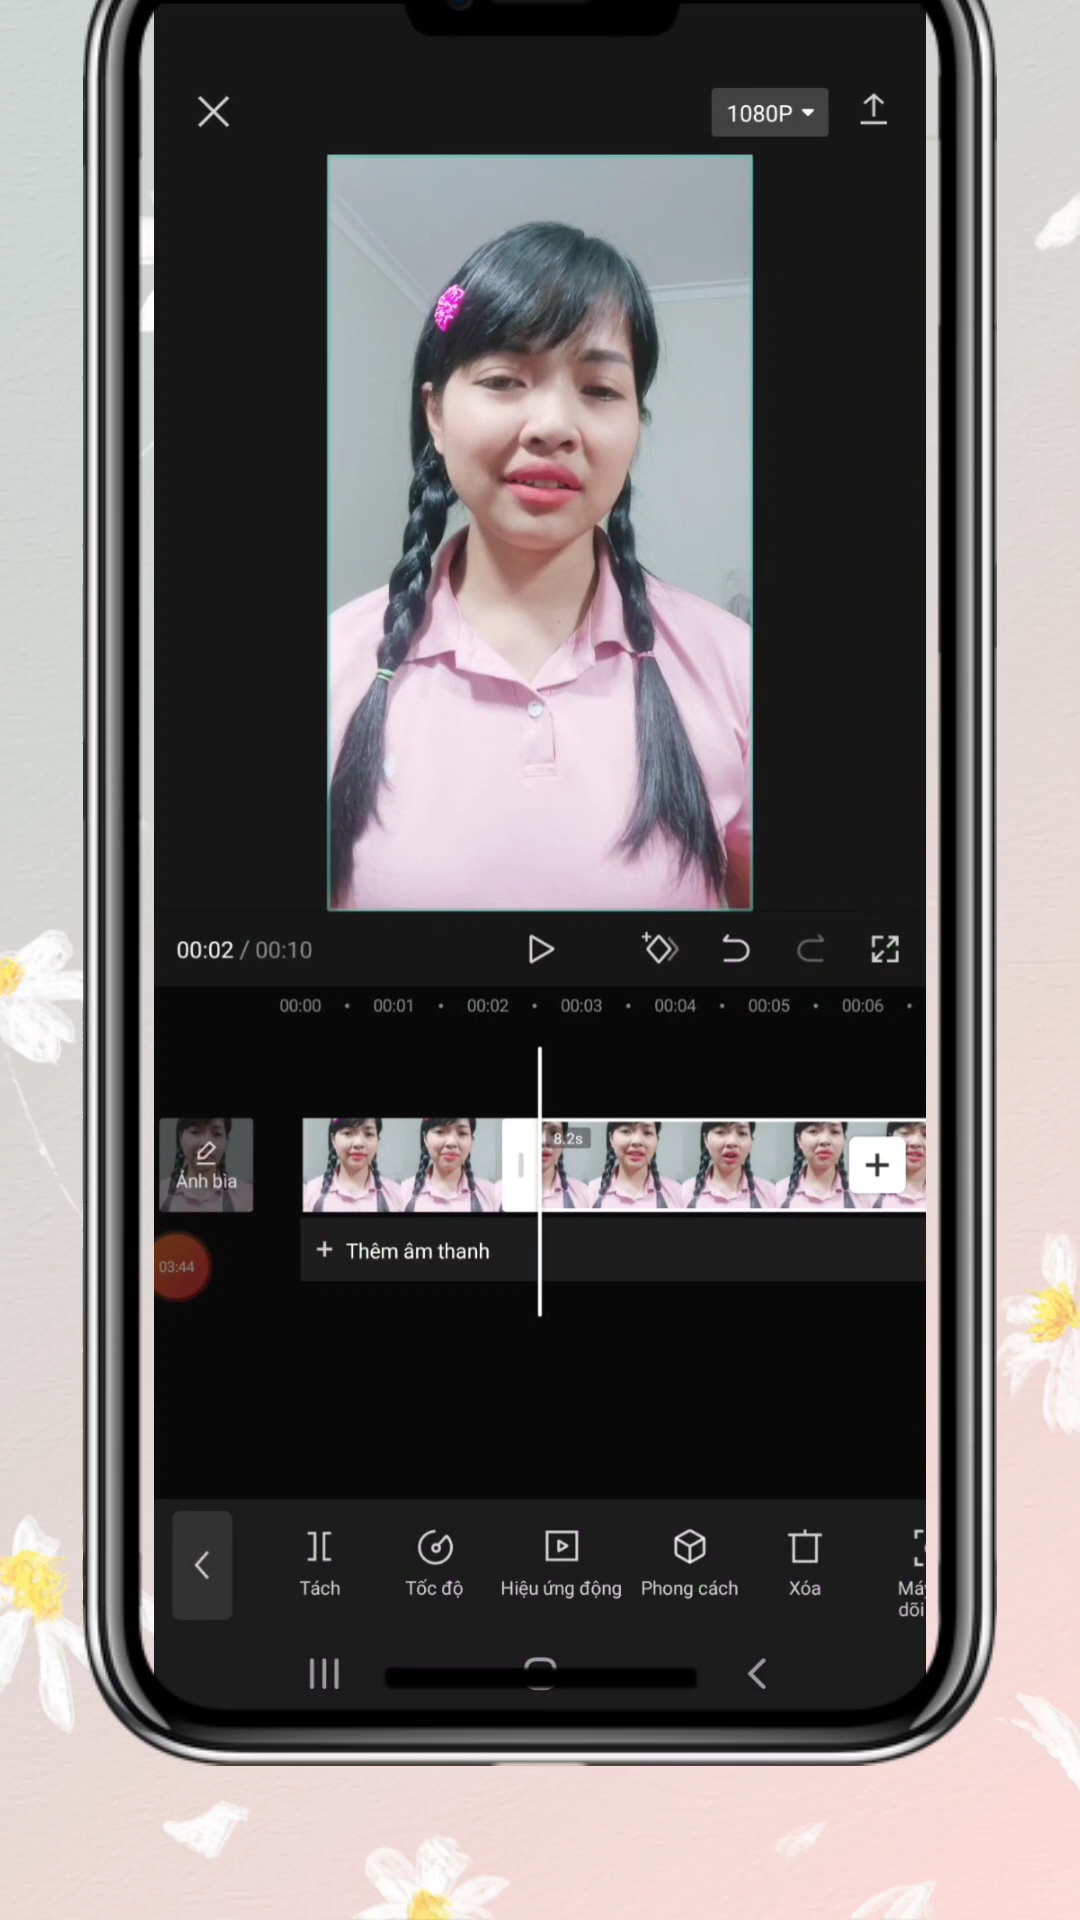 1080P
00:02 / 00:10
00:00 00:01 00:02 00:03 00:04 00:05 00:06
8.2s
Ảnh bìa
+ Thêm âm thanh
03:44
Tách Tốc độ Hiệu ứng động Phong cách Xóa
dõi